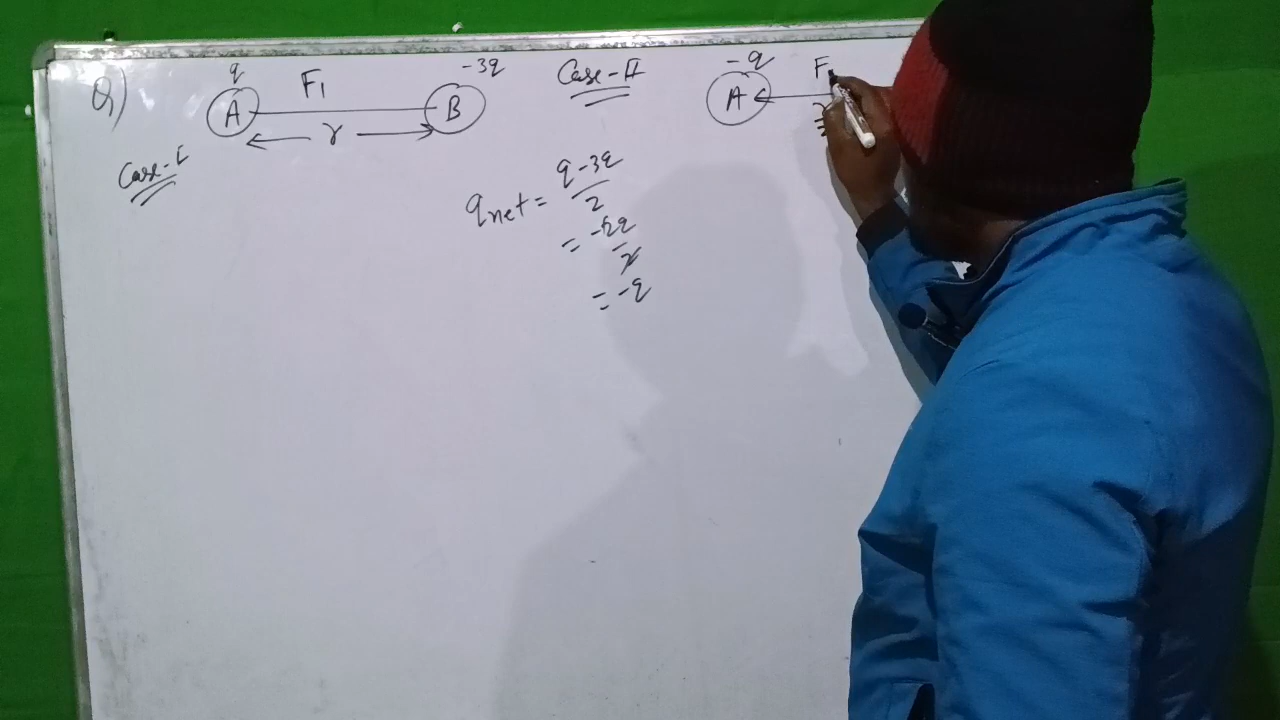 Q)
q
F1
-3q
A
B
r
Case-I
Case-II
-q
F
A
r
qnet = q-3q/2
= -2q/2
= -q